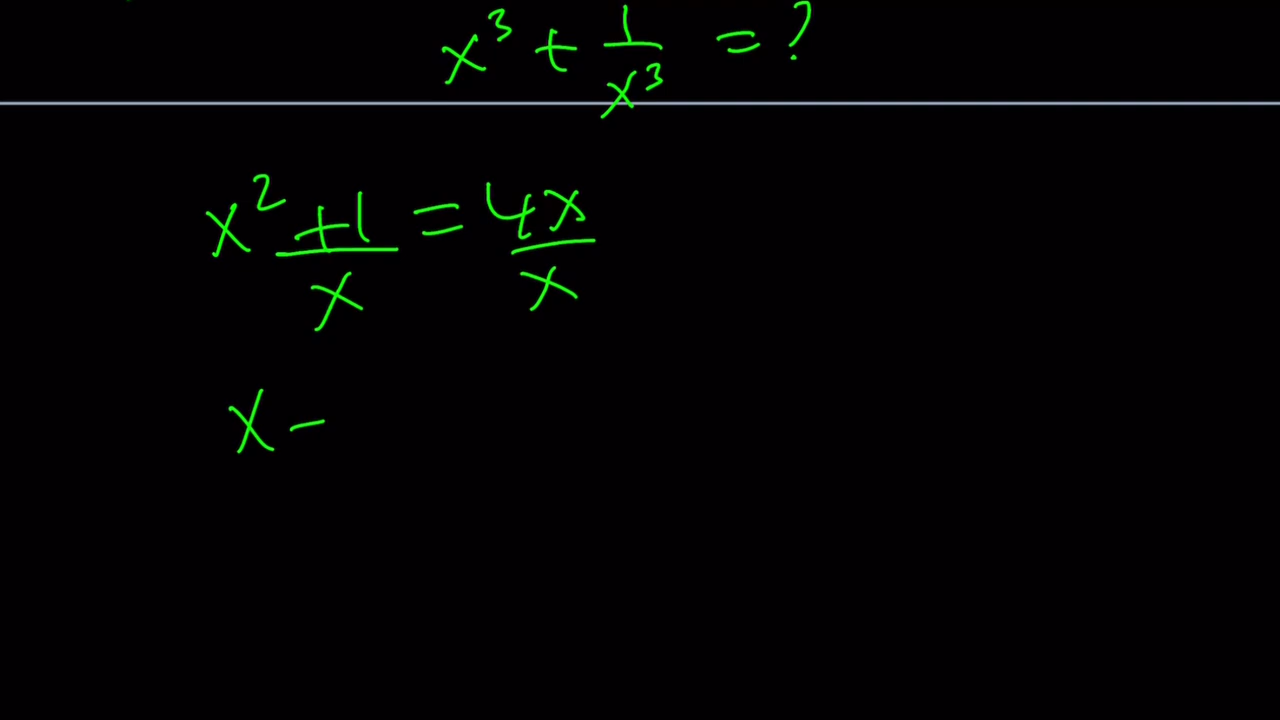 x³ + 1/x³ = ?
x² + 1 = 4x
x x
x -